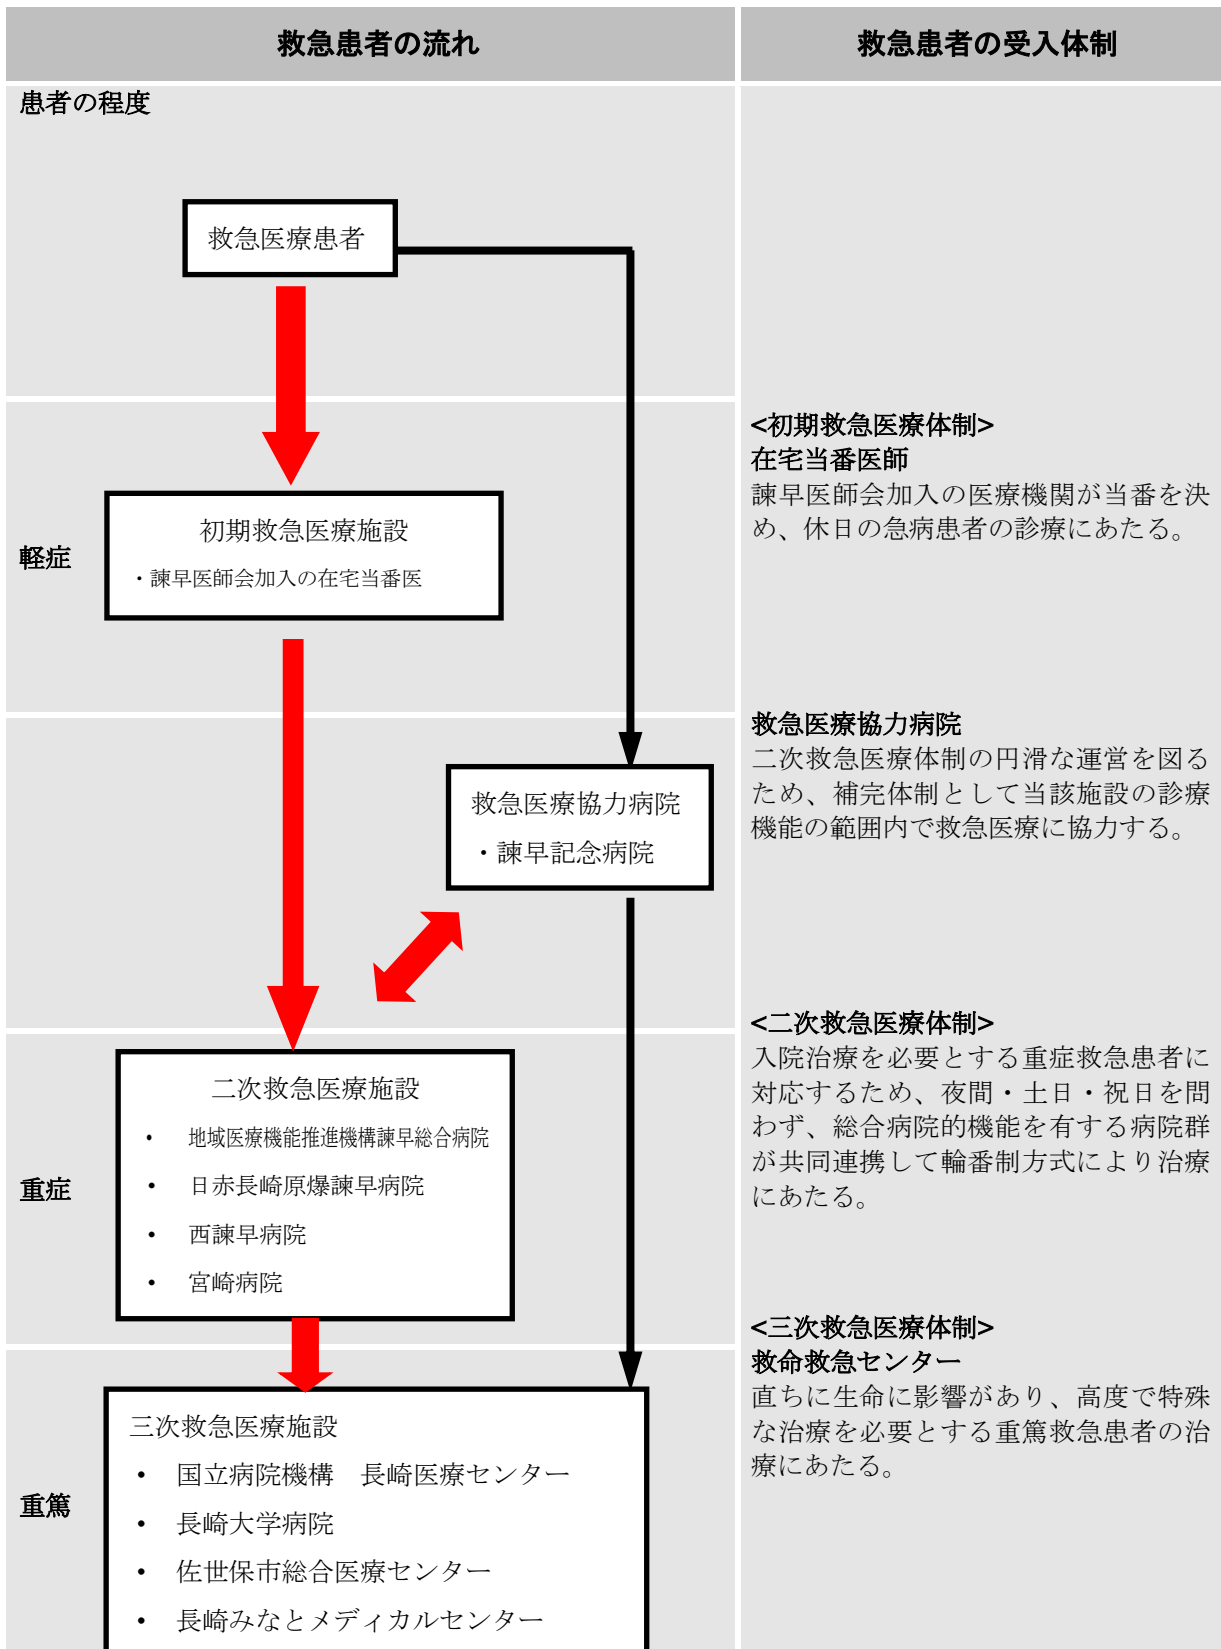 救急患者の流れ
救急患者の受入体制
患者の程度
救急医療患者
軽症
初期救急医療施設
・諫早医師会加入の在宅当番医
救急医療協力病院
・諫早記念病院
重症
二次救急医療施設
・ 地域医療機能推進機構諫早総合病院
・ 日赤長崎原爆諫早病院
・ 西諫早病院
・ 宮崎病院
重篤
三次救急医療施設
・ 国立病院機構　長崎医療センター
・ 長崎大学病院
・ 佐世保市総合医療センター
・ 長崎みなとメディカルセンター
<初期救急医療体制>
在宅当番医師
諫早医師会加入の医療機関が当番を決
め、休日の急病患者の診療にあたる。
救急医療協力病院
二次救急医療体制の円滑な運営を図る
ため、補完体制として当該施設の診療
機能の範囲内で救急医療に協力する。
<二次救急医療体制>
入院治療を必要とする重症救急患者に
対応するため、夜間・土日・祝日を問
わず、総合病院的機能を有する病院群
が共同連携して輪番制方式により治療
にあたる。
<三次救急医療体制>
救命救急センター
直ちに生命に影響があり、高度で特殊
な治療を必要とする重篤救急患者の治
療にあたる。